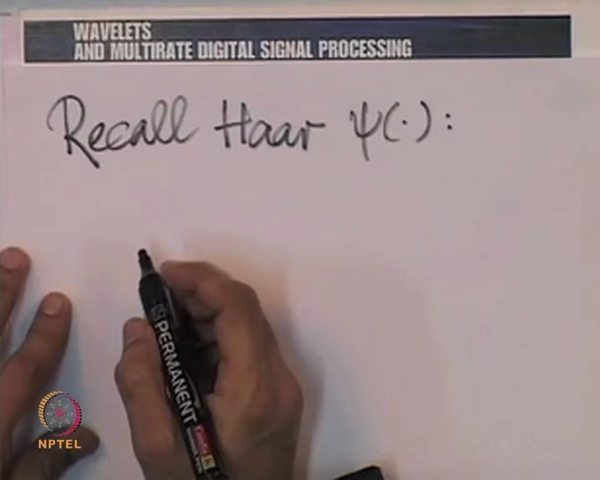 WAVELETS
AND MULTIRATE DIGITAL SIGNAL PROCESSING
Recall Haar ψ(·):
PERMANENT
NPTEL